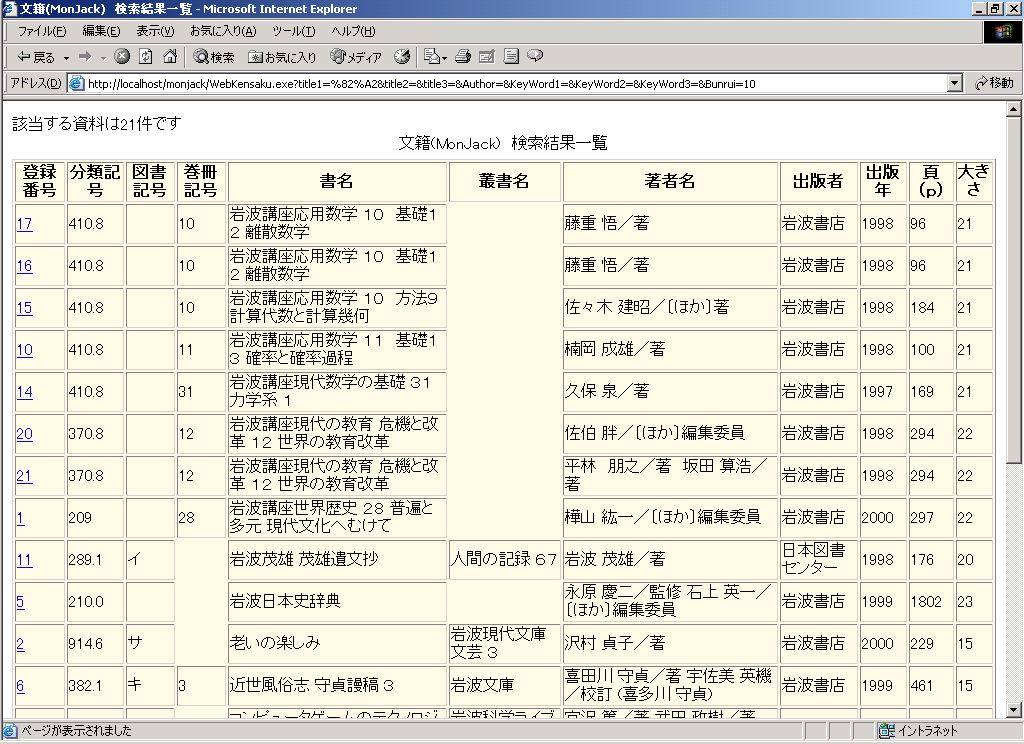 文籍(MonJack) 検索結果一覧 - Microsoft Internet Explorer
ファイル(F) 編集(E) 表示(V) お気に入り(A) ツール(T) ヘルプ(H)
戻る 検索 お気に入り メディア
アドレス(D) http://localhost/monjack/WebKensaku.exe?title1=%82%A2&title2=&title3=&Author=&KeyWord1=&KeyWord2=&KeyWord3=&Bunrui=10 移動
該当する資料は21件です
文籍(MonJack) 検索結果一覧
登録番号 分類記号 図書記号 巻冊記号 書名 叢書名 著者名 出版者 出版年 頁(p) 大きさ
17 410.8 10 岩波講座応用数学 10 基礎12 離散数学 藤重 悟／著 岩波書店 1998 96 21
16 410.8 10 岩波講座応用数学 10 基礎12 離散数学 藤重 悟／著 岩波書店 1998 96 21
15 410.8 10 岩波講座応用数学 10 方法9 計算代数と計算幾何 佐々木 建昭／〔ほか〕著 岩波書店 1998 184 21
10 410.8 11 岩波講座応用数学 11 基礎13 確率と確率過程 楠岡 成雄／著 岩波書店 1998 100 21
14 410.8 31 岩波講座現代数学の基礎 31 力学系 1 久保 泉／著 岩波書店 1997 169 21
20 370.8 12 岩波講座現代の教育 危機と改革 12 世界の教育改革 佐伯 胖／〔ほか〕編集委員 岩波書店 1998 294 22
21 370.8 12 岩波講座現代の教育 危機と改革 12 世界の教育改革 平林 朋之／著 坂田 算浩／著 岩波書店 1998 294 22
1 209 28 岩波講座世界歴史 28 普遍と多元 現代文化へむけて 樺山 紘一／〔ほか〕編集委員 岩波書店 2000 297 22
11 289.1 イ 岩波茂雄 茂雄遺文抄 人間の記録 67 岩波 茂雄／著 日本図書センター 1998 176 20
5 210.0 岩波日本史辞典 永原 慶二／監修 石上 英一／〔ほか〕編集委員 岩波書店 1999 1802 23
2 914.6 サ 老いの楽しみ 岩波現代文庫 文芸 3 沢村 貞子／著 岩波書店 2000 229 15
6 382.1 キ 3 近世風俗志 守貞謾稿 3 岩波文庫 喜田川 守貞／著 宇佐美 英機／校訂 (喜多川 守貞) 岩波書店 1999 461 15
コンピュータゲームのテクノロジ 岩波科学ライブ
ページが表示されました イントラネット